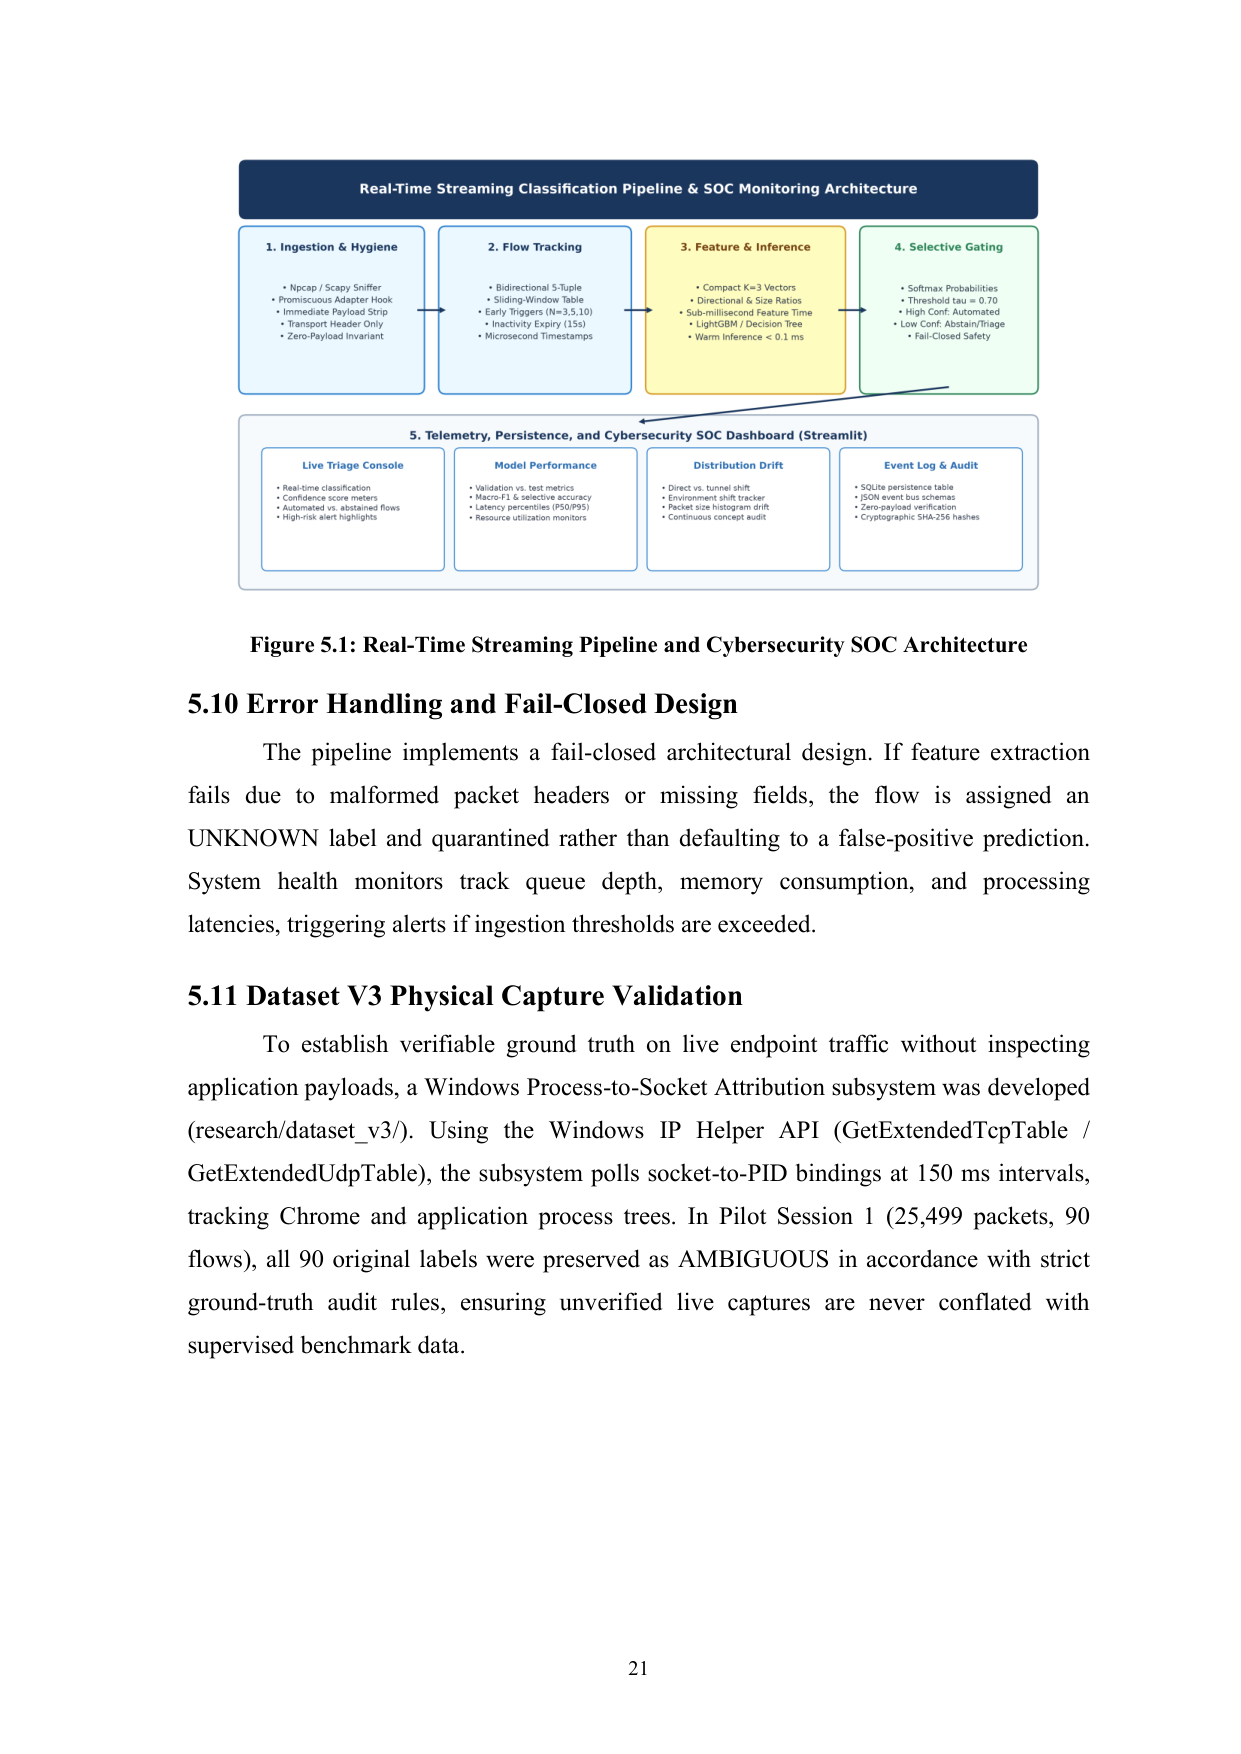 Real-Time Streaming Classification Pipeline & SOC Monitoring Architecture
1. Ingestion & Hygiene
• Npcap / Scapy Sniffer
• Promiscuous Adapter Hook
• Immediate Payload Strip
• Transport Header Only
• Zero-Payload Invariant
2. Flow Tracking
• Bidirectional 5-Tuple
• Sliding-Window Table
• Early Triggers (N=3,5,10)
• Inactivity Expiry (15s)
• Microsecond Timestamps
3. Feature & Inference
• Compact K=3 Vectors
• Directional & Size Ratios
• Sub-millisecond Feature Time
• LightGBM / Decision Tree
• Warm Inference < 0.1 ms
4. Selective Gating
• Softmax Probabilities
• Threshold tau = 0.70
• High Conf: Automated
• Low Conf: Abstain/Triage
• Fail-Closed Safety
5. Telemetry, Persistence, and Cybersecurity SOC Dashboard (Streamlit)
Live Triage Console
• Real-time classification
• Confidence score meters
• Automated vs. abstained flows
• High-risk alert highlights
Model Performance
• Validation vs. test metrics
• Macro-F1 & selective accuracy
• Latency percentiles (P50/P95)
• Resource utilization monitors
Distribution Drift
• Direct vs. tunnel shift
• Environment shift tracker
• Packet size histogram drift
• Continuous concept audit
Event Log & Audit
• SQLite persistence table
• JSON event bus schemas
• Zero-payload verification
• Cryptographic SHA-256 hashes
Figure 5.1: Real-Time Streaming Pipeline and Cybersecurity SOC Architecture
5.10 Error Handling and Fail-Closed Design
The pipeline implements a fail-closed architectural design. If feature extraction
fails due to malformed packet headers or missing fields, the flow is assigned an
UNKNOWN label and quarantined rather than defaulting to a false-positive prediction.
System health monitors track queue depth, memory consumption, and processing
latencies, triggering alerts if ingestion thresholds are exceeded.
5.11 Dataset V3 Physical Capture Validation
To establish verifiable ground truth on live endpoint traffic without inspecting
application payloads, a Windows Process-to-Socket Attribution subsystem was developed
(research/dataset_v3/). Using the Windows IP Helper API (GetExtendedTcpTable /
GetExtendedUdpTable), the subsystem polls socket-to-PID bindings at 150 ms intervals,
tracking Chrome and application process trees. In Pilot Session 1 (25,499 packets, 90
flows), all 90 original labels were preserved as AMBIGUOUS in accordance with strict
ground-truth audit rules, ensuring unverified live captures are never conflated with
supervised benchmark data.
21